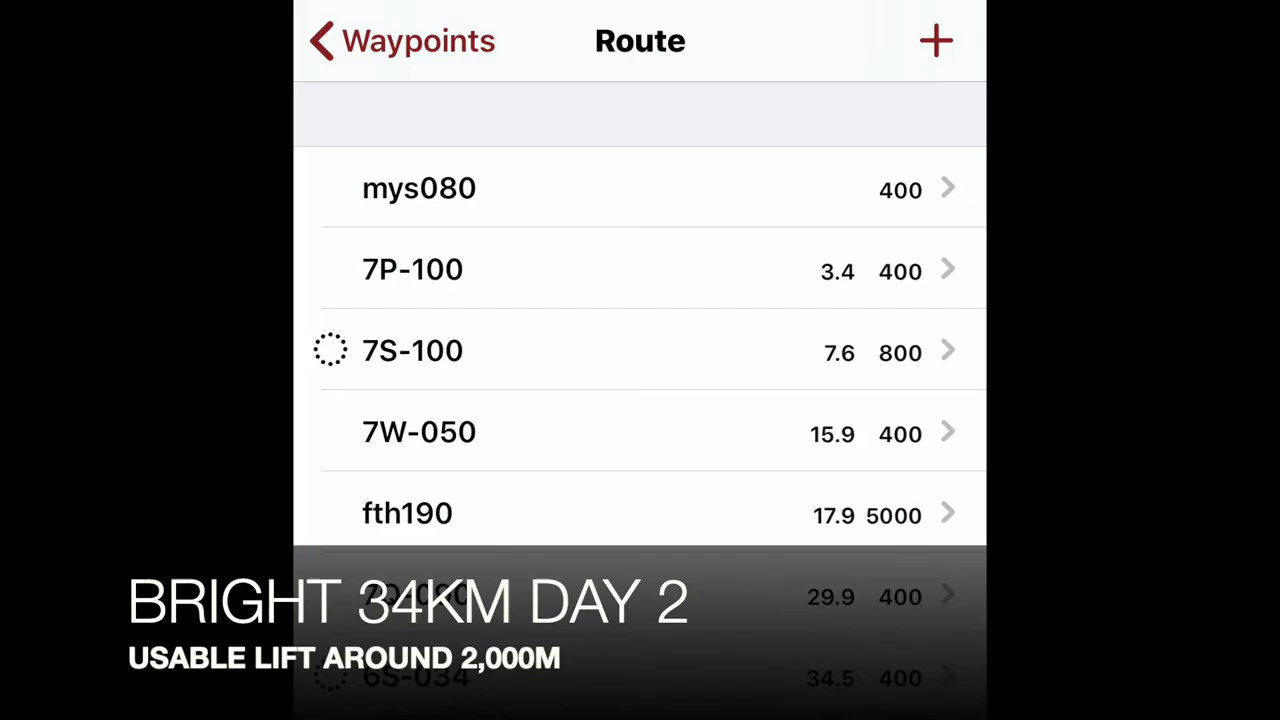 Waypoints Route +
mys080 400
7P-100 3.4 400
7S-100 7.6 800
7W-050 15.9 400
fth190 17.9 5000
29.9 400
6S-034 34.5 400
BRIGHT 34KM DAY 2
USABLE LIFT AROUND 2,000M